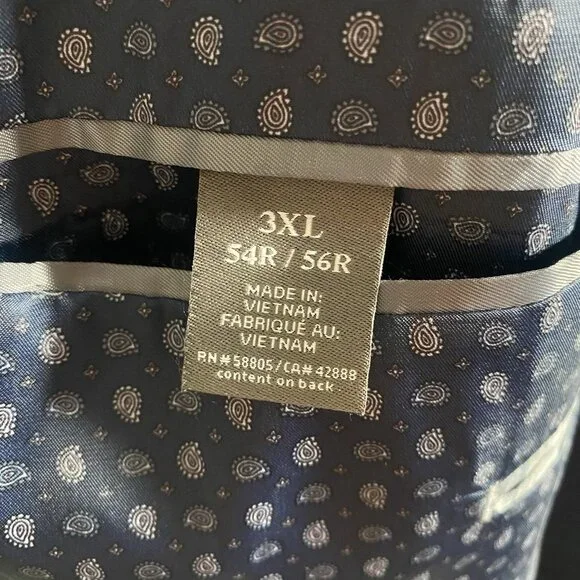 3XL
54R / 56R
MADE IN:
VIETNAM
FABRIQUÉ AU:
VIETNAM
RN# 58805/CA# 42888
content on back